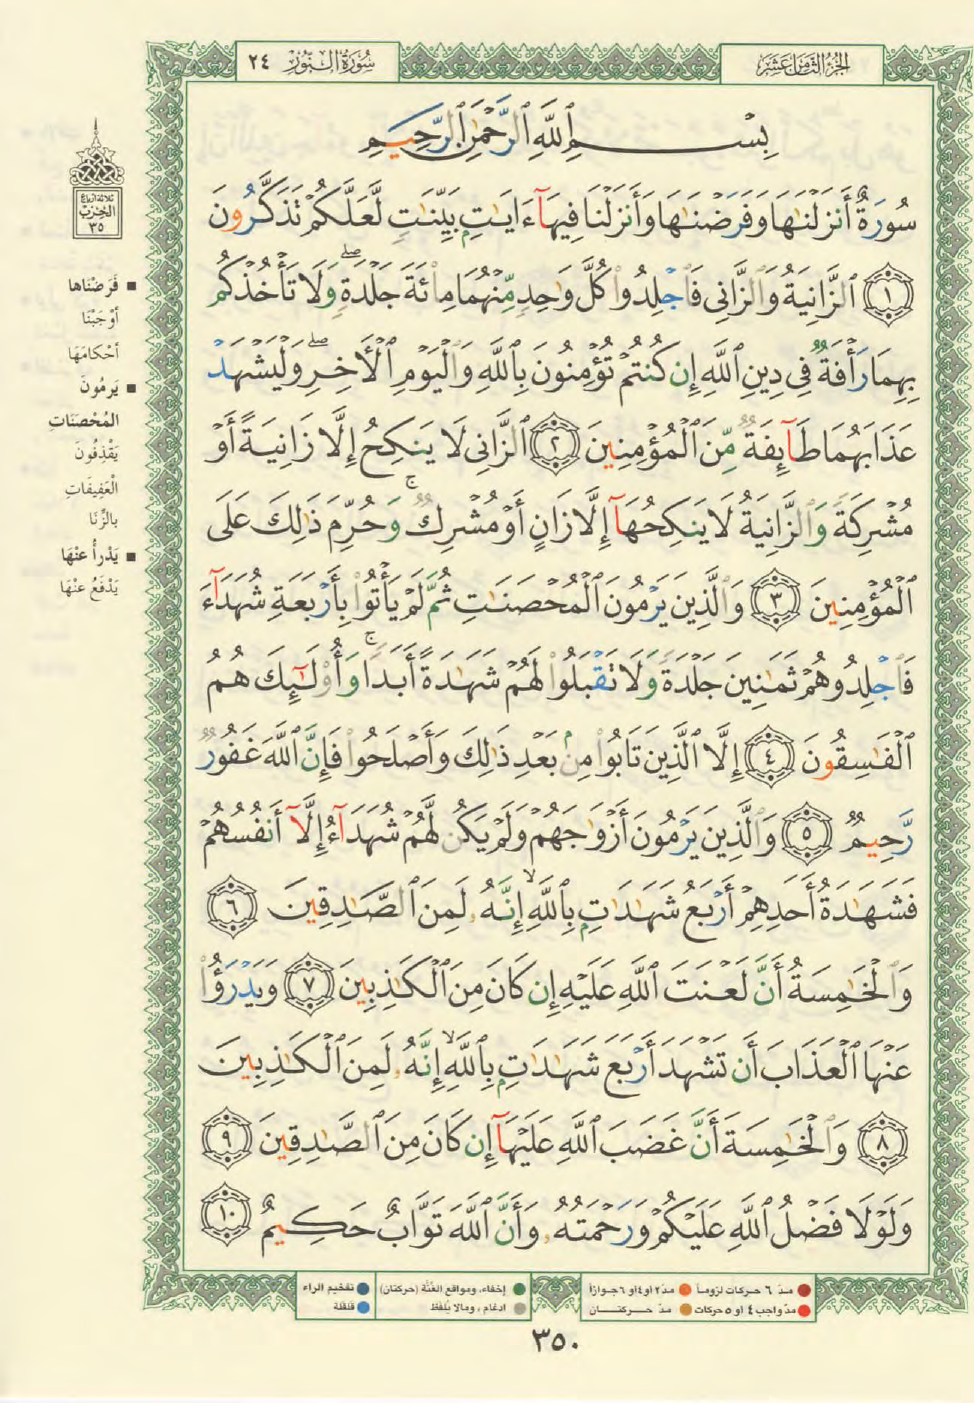 الجزء الثامن عشر
سورة النور ٢٤
بِسْمِ ٱللَّهِ ٱلرَّحْمَٰنِ ٱلرَّحِيمِ
سُورَةٌ أَنزَلْنَٰهَا وَفَرَضْنَٰهَا وَأَنزَلْنَا فِيهَآ ءَايَٰتٍۭ بَيِّنَٰتٍ لَّعَلَّكُمْ تَذَكَّرُونَ
١ ٱلزَّانِيَةُ وَٱلزَّانِى فَٱجْلِدُوا۟ كُلَّ وَٰحِدٍ مِّنْهُمَا مِا۟ئَةَ جَلْدَةٍ ۖ وَلَا تَأْخُذْكُم
بِهِمَا رَأْفَةٌ فِى دِينِ ٱللَّهِ إِن كُنتُمْ تُؤْمِنُونَ بِٱللَّهِ وَٱلْيَوْمِ ٱلْءَاخِرِ ۖ وَلْيَشْهَدْ
عَذَابَهُمَا طَآئِفَةٌ مِّنَ ٱلْمُؤْمِنِينَ ٢ ٱلزَّانِى لَا يَنكِحُ إِلَّا زَانِيَةً أَوْ
مُشْرِكَةً وَٱلزَّانِيَةُ لَا يَنكِحُهَآ إِلَّا زَانٍ أَوْ مُشْرِكٌ ۚ وَحُرِّمَ ذَٰلِكَ عَلَى
ٱلْمُؤْمِنِينَ ٣ وَٱلَّذِينَ يَرْمُونَ ٱلْمُحْصَنَٰتِ ثُمَّ لَمْ يَأْتُوا۟ بِأَرْبَعَةِ شُهَدَآءَ
فَٱجْلِدُوهُمْ ثَمَٰنِينَ جَلْدَةً وَلَا تَقْبَلُوا۟ لَهُمْ شَهَٰدَةً أَبَدًا ۚ وَأُو۟لَٰٓئِكَ هُمُ
ٱلْفَٰسِقُونَ ٤ إِلَّا ٱلَّذِينَ تَابُوا۟ مِنۢ بَعْدِ ذَٰلِكَ وَأَصْلَحُوا۟ فَإِنَّ ٱللَّهَ غَفُورٌ
رَّحِيمٌ ٥ وَٱلَّذِينَ يَرْمُونَ أَزْوَٰجَهُمْ وَلَمْ يَكُن لَّهُمْ شُهَدَآءُ إِلَّآ أَنفُسُهُمْ
فَشَهَٰدَةُ أَحَدِهِمْ أَرْبَعُ شَهَٰدَٰتٍۭ بِٱللَّهِ ۙ إِنَّهُۥ لَمِنَ ٱلصَّٰدِقِينَ ٦
وَٱلْخَٰمِسَةُ أَنَّ لَعْنَتَ ٱللَّهِ عَلَيْهِ إِن كَانَ مِنَ ٱلْكَٰذِبِينَ ٧ وَيَدْرَؤُا۟
عَنْهَا ٱلْعَذَابَ أَن تَشْهَدَ أَرْبَعَ شَهَٰدَٰتٍۭ بِٱللَّهِ ۙ إِنَّهُۥ لَمِنَ ٱلْكَٰذِبِينَ
٨ وَٱلْخَٰمِسَةَ أَنَّ غَضَبَ ٱللَّهِ عَلَيْهَآ إِن كَانَ مِنَ ٱلصَّٰدِقِينَ ٩
وَلَوْلَا فَضْلُ ٱللَّهِ عَلَيْكُمْ وَرَحْمَتُهُۥ وَأَنَّ ٱللَّهَ تَوَّابٌ حَكِيمٌ ١٠
ثلاثة أرباع
الحزب
٣٥
■ فَرَضْنَاهَا
أَوْجَبْنَا
أَحْكَامَهَا
■ يَرْمُونَ
المُحْصَنَاتِ
يَقْذِفُونَ
الْعَفِيفَاتِ
بِالزِّنَا
■ يَدْرَأُ عَنْهَا
يَدْفَعُ عَنْهَا
مدّ ٦ حركات لزوماً ● مدّ ٢ أو ٤ أو ٦ جوازاً
مدّ واجب ٤ أو ٥ حركات ● مدّ حركتان
إخفاء، ومواقع الغُنَّة (حركتان)
ادغام، ومالا يُلفَظ
تفخيم الراء
قلقلة
٣٥٠